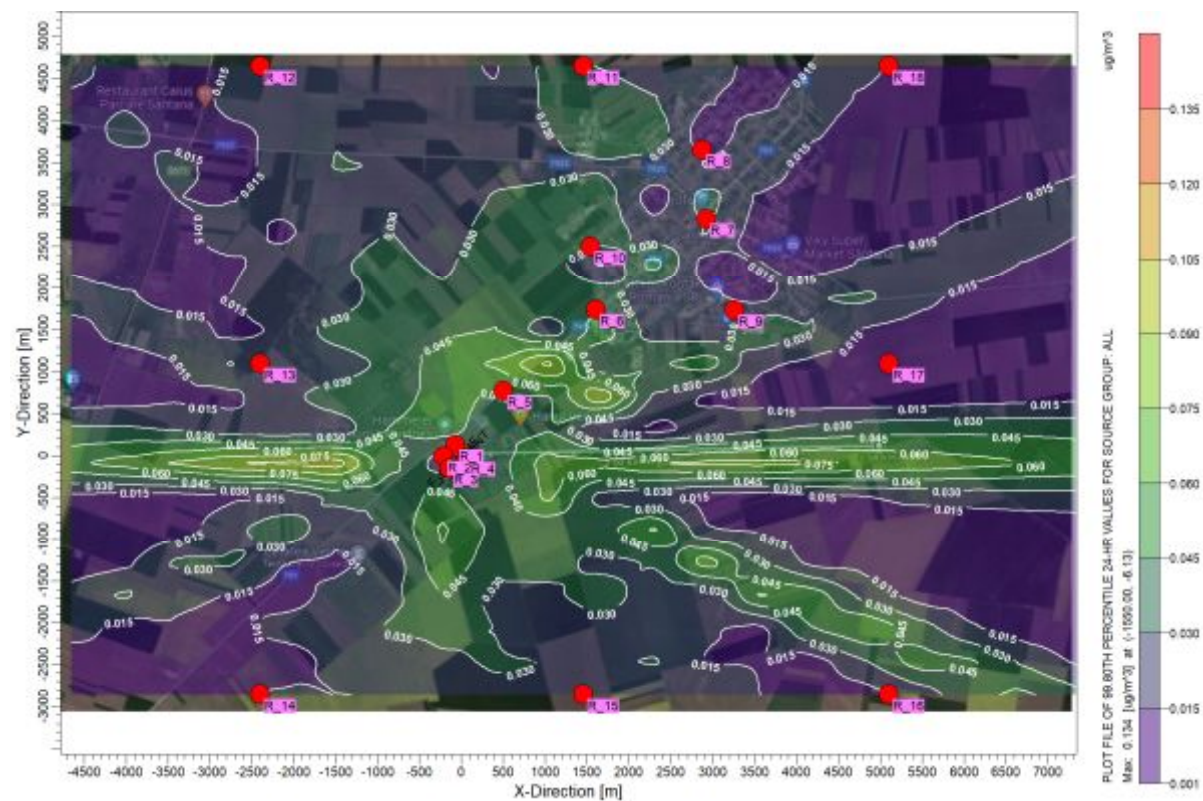 ug/m^3
PLOT FILE OF 99.80TH PERCENTILE 24-HR VALUES FOR SOURCE GROUP: ALL
Max: 0.134 [ug/m^3] at (-1550.00, -6.13)
0.135
0.120
0.105
0.090
0.075
0.060
0.045
0.030
0.015
0.001
Y-Direction [m]
5000
4500
4000
3500
3000
2500
2000
1500
1000
500
0
-500
-1000
-1500
-2000
-2500
-3000
R_12
R_11
R_18
Restaurant Caius
Parcare Santana
R_8
R_7
R_10
Viky Super
R_6
R_9
R_13
R_17
R_5
R_1
R_2
R_4
R_3
R_14
R_15
R_16
0.015
0.030
0.045
0.060
0.075
-4500 -4000 -3500 -3000 -2500 -2000 -1500 -1000 -500 0 500 1000 1500 2000 2500 3000 3500 4000 4500 5000 5500 6000 6500 7000
X-Direction [m]